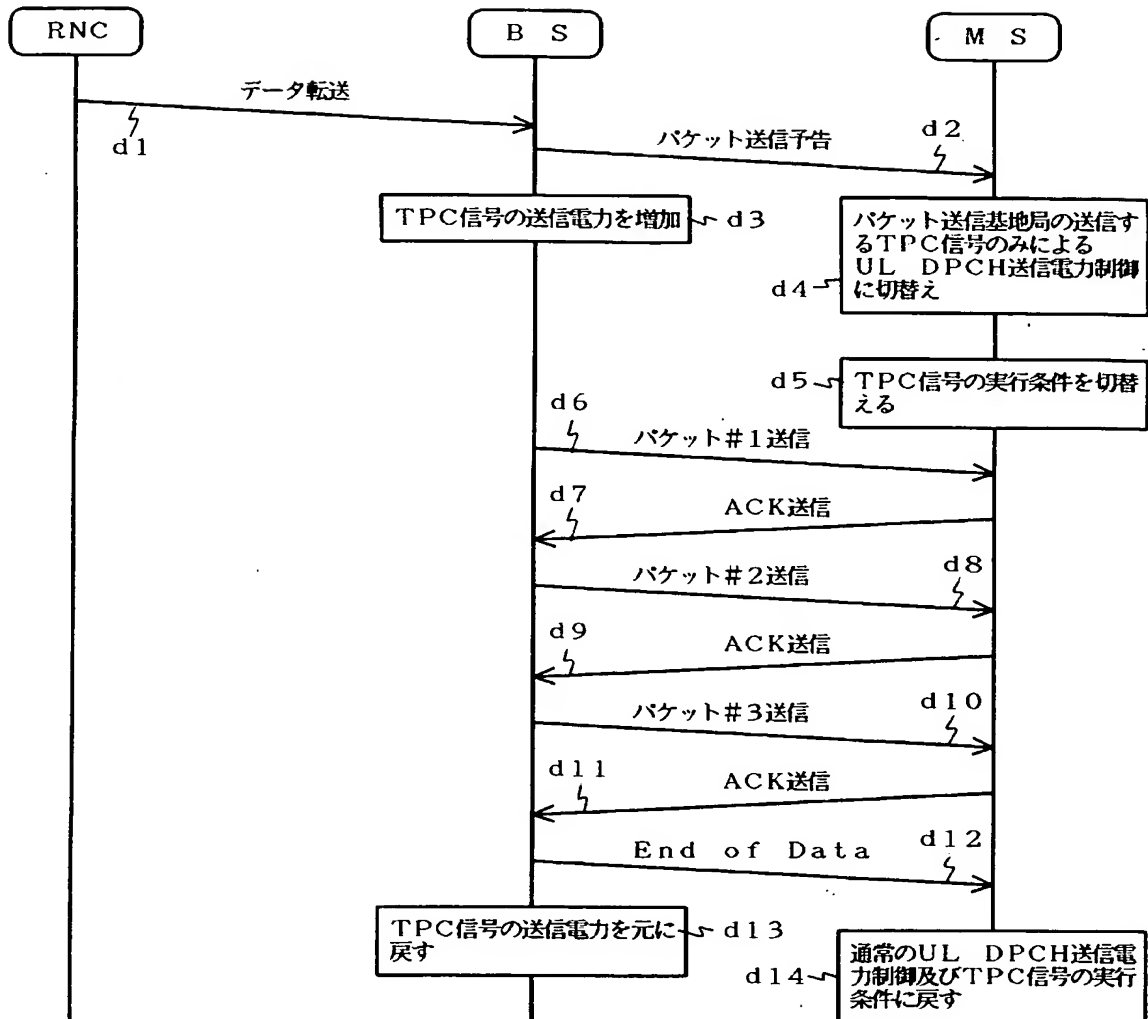 RNC
B S
M S
データ転送
d1
d2
パケット送信予告
TPC信号の送信電力を増加
d3
パケット送信基地局の送信す
るTPC信号のみによる
UL DPCH送信電力制御
に切替え
d4
d5
TPC信号の実行条件を切替
える
d6
パケット#1送信
d7
ACK送信
パケット#2送信
d8
d9
ACK送信
パケット#3送信
d10
d11
ACK送信
End of Data
d12
TPC信号の送信電力を元に
戻す
d13
通常のUL DPCH送信電
力制御及びTPC信号の実行
条件に戻す
d14